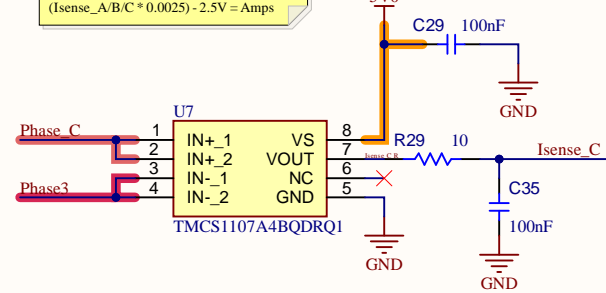 (Isense_A/B/C * 0.0025) - 2.5V = Amps
C29 100nF
GND
U7
Phase_C 1 IN+_1 VS 8 R29 10
2 IN+_2 VOUT 7 Isense_C_R Isense_C
3 IN-_1 NC 6
Phase3 4 IN-_2 GND 5
C35
TMCS1107A4BQDRQ1 100nF
GND
GND